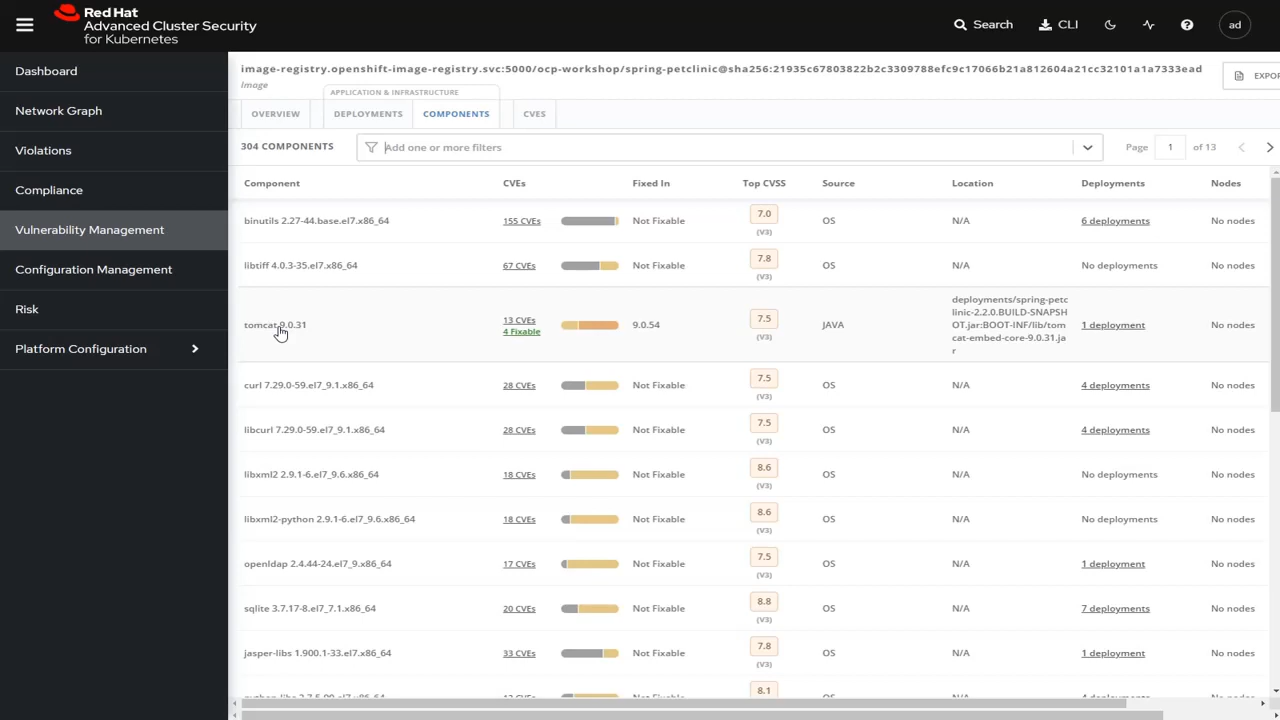 Red Hat
Advanced Cluster Security
for Kubernetes
Search
CLI
ad
Dashboard
Network Graph
Violations
Compliance
Vulnerability Management
Configuration Management
Risk
Platform Configuration
image-registry.openshift-image-registry.svc:5000/ocp-workshop/spring-petclinic@sha256:21935c67803822b2c3309788efc9c17066b21a812604a21cc32101a1a7333ead
Image
EXPOR
APPLICATION & INFRASTRUCTURE
OVERVIEW DEPLOYMENTS COMPONENTS CVES
304 COMPONENTS Add one or more filters Page 1 of 13
Component CVEs Fixed In Top CVSS Source Location Deployments Nodes
binutils 2.27-44.base.el7.x86_64 155 CVEs Not Fixable 7.0 (V3) OS N/A 6 deployments No nodes
libtiff 4.0.3-35.el7.x86_64 67 CVEs Not Fixable 7.8 (V3) OS N/A No deployments No nodes
tomcat 9.0.31 13 CVEs 4 Fixable 9.0.54 7.5 (V3) JAVA
deployments/spring-petc
linic-2.2.0.BUILD-SNAPSH
OT.jar:BOOT-INF/lib/tom
cat-embed-core-9.0.31.ja
r
1 deployment No nodes
curl 7.29.0-59.el7_9.1.x86_64 28 CVEs Not Fixable 7.5 (V3) OS N/A 4 deployments No nodes
libcurl 7.29.0-59.el7_9.1.x86_64 28 CVEs Not Fixable 7.5 (V3) OS N/A 4 deployments No nodes
libxml2 2.9.1-6.el7_9.6.x86_64 18 CVEs Not Fixable 8.6 (V3) OS N/A No deployments No nodes
libxml2-python 2.9.1-6.el7_9.6.x86_64 18 CVEs Not Fixable 8.6 (V3) OS N/A No deployments No nodes
openldap 2.4.44-24.el7_9.x86_64 17 CVEs Not Fixable 7.5 (V3) OS N/A 1 deployment No nodes
sqlite 3.7.17-8.el7_7.1.x86_64 20 CVEs Not Fixable 8.8 (V3) OS N/A 7 deployments No nodes
jasper-libs 1.900.1-33.el7.x86_64 33 CVEs Not Fixable 7.8 (V3) OS N/A 1 deployment No nodes
8.1